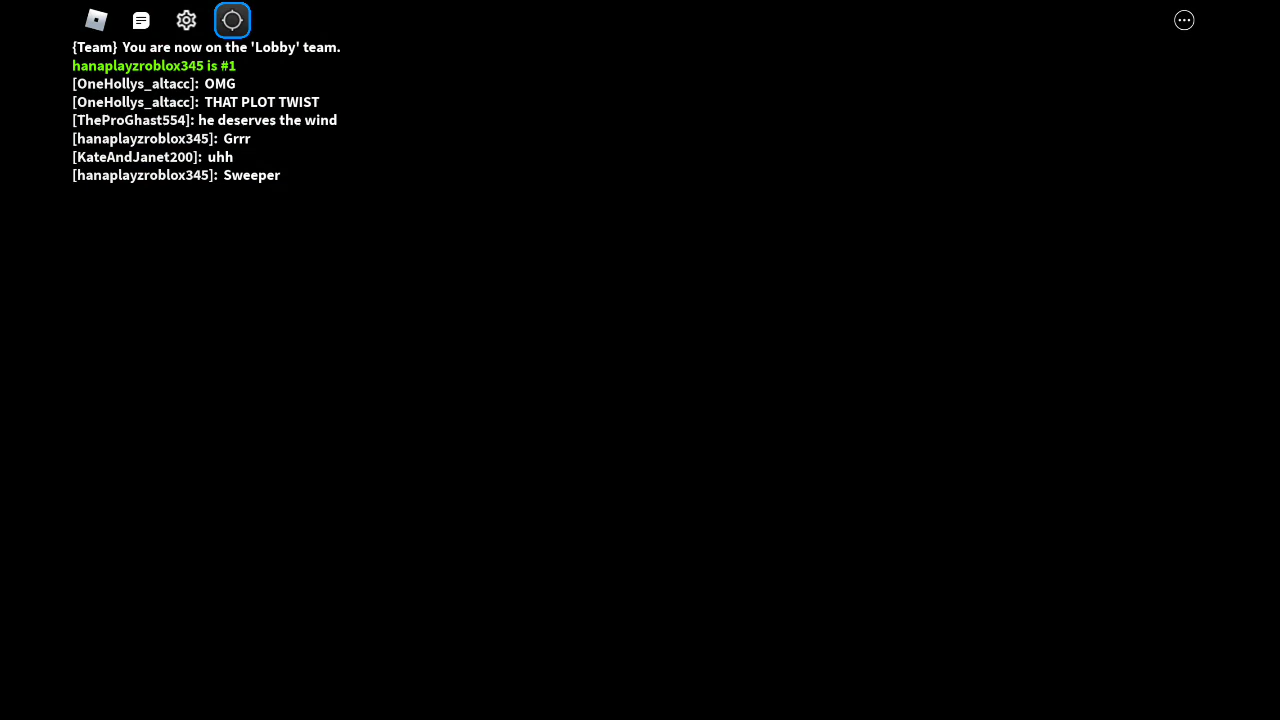 {Team} You are now on the 'Lobby' team.
hanaplayzroblox345 is #1
[OneHollys_altacc]: OMG
[OneHollys_altacc]: THAT PLOT TWIST
[TheProGhast554]: he deserves the wind
[hanaplayzroblox345]: Grrr
[KateAndJanet200]: uhh
[hanaplayzroblox345]: Sweeper